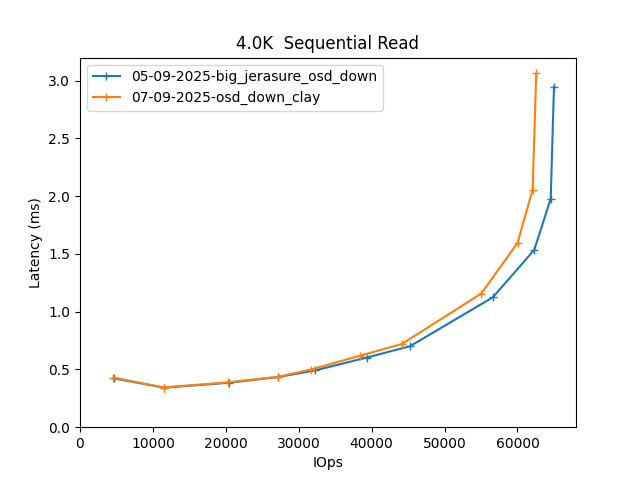 4.0K  Sequential Read
05-09-2025-big_jerasure_osd_down
07-09-2025-osd_down_clay
Latency (ms)
3.0
2.5
2.0
1.5
1.0
0.5
0.0
0 10000 20000 30000 40000 50000 60000
IOps